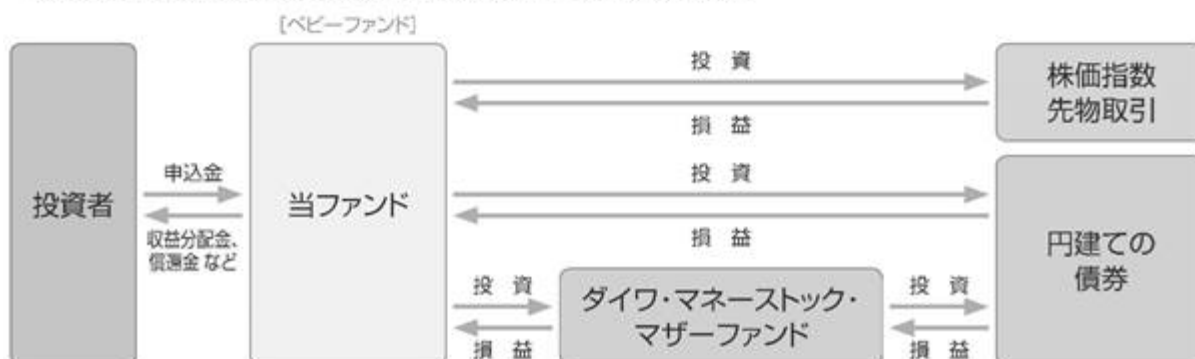 [ベビーファンド]
投資者
申込金
収益分配金、
償還金 など
当ファンド
投 資
損 益
株価指数
先物取引
投 資
損 益
円建ての
債券
投 資
損 益
ダイワ・マネーストック・
マザーファンド
投 資
損 益